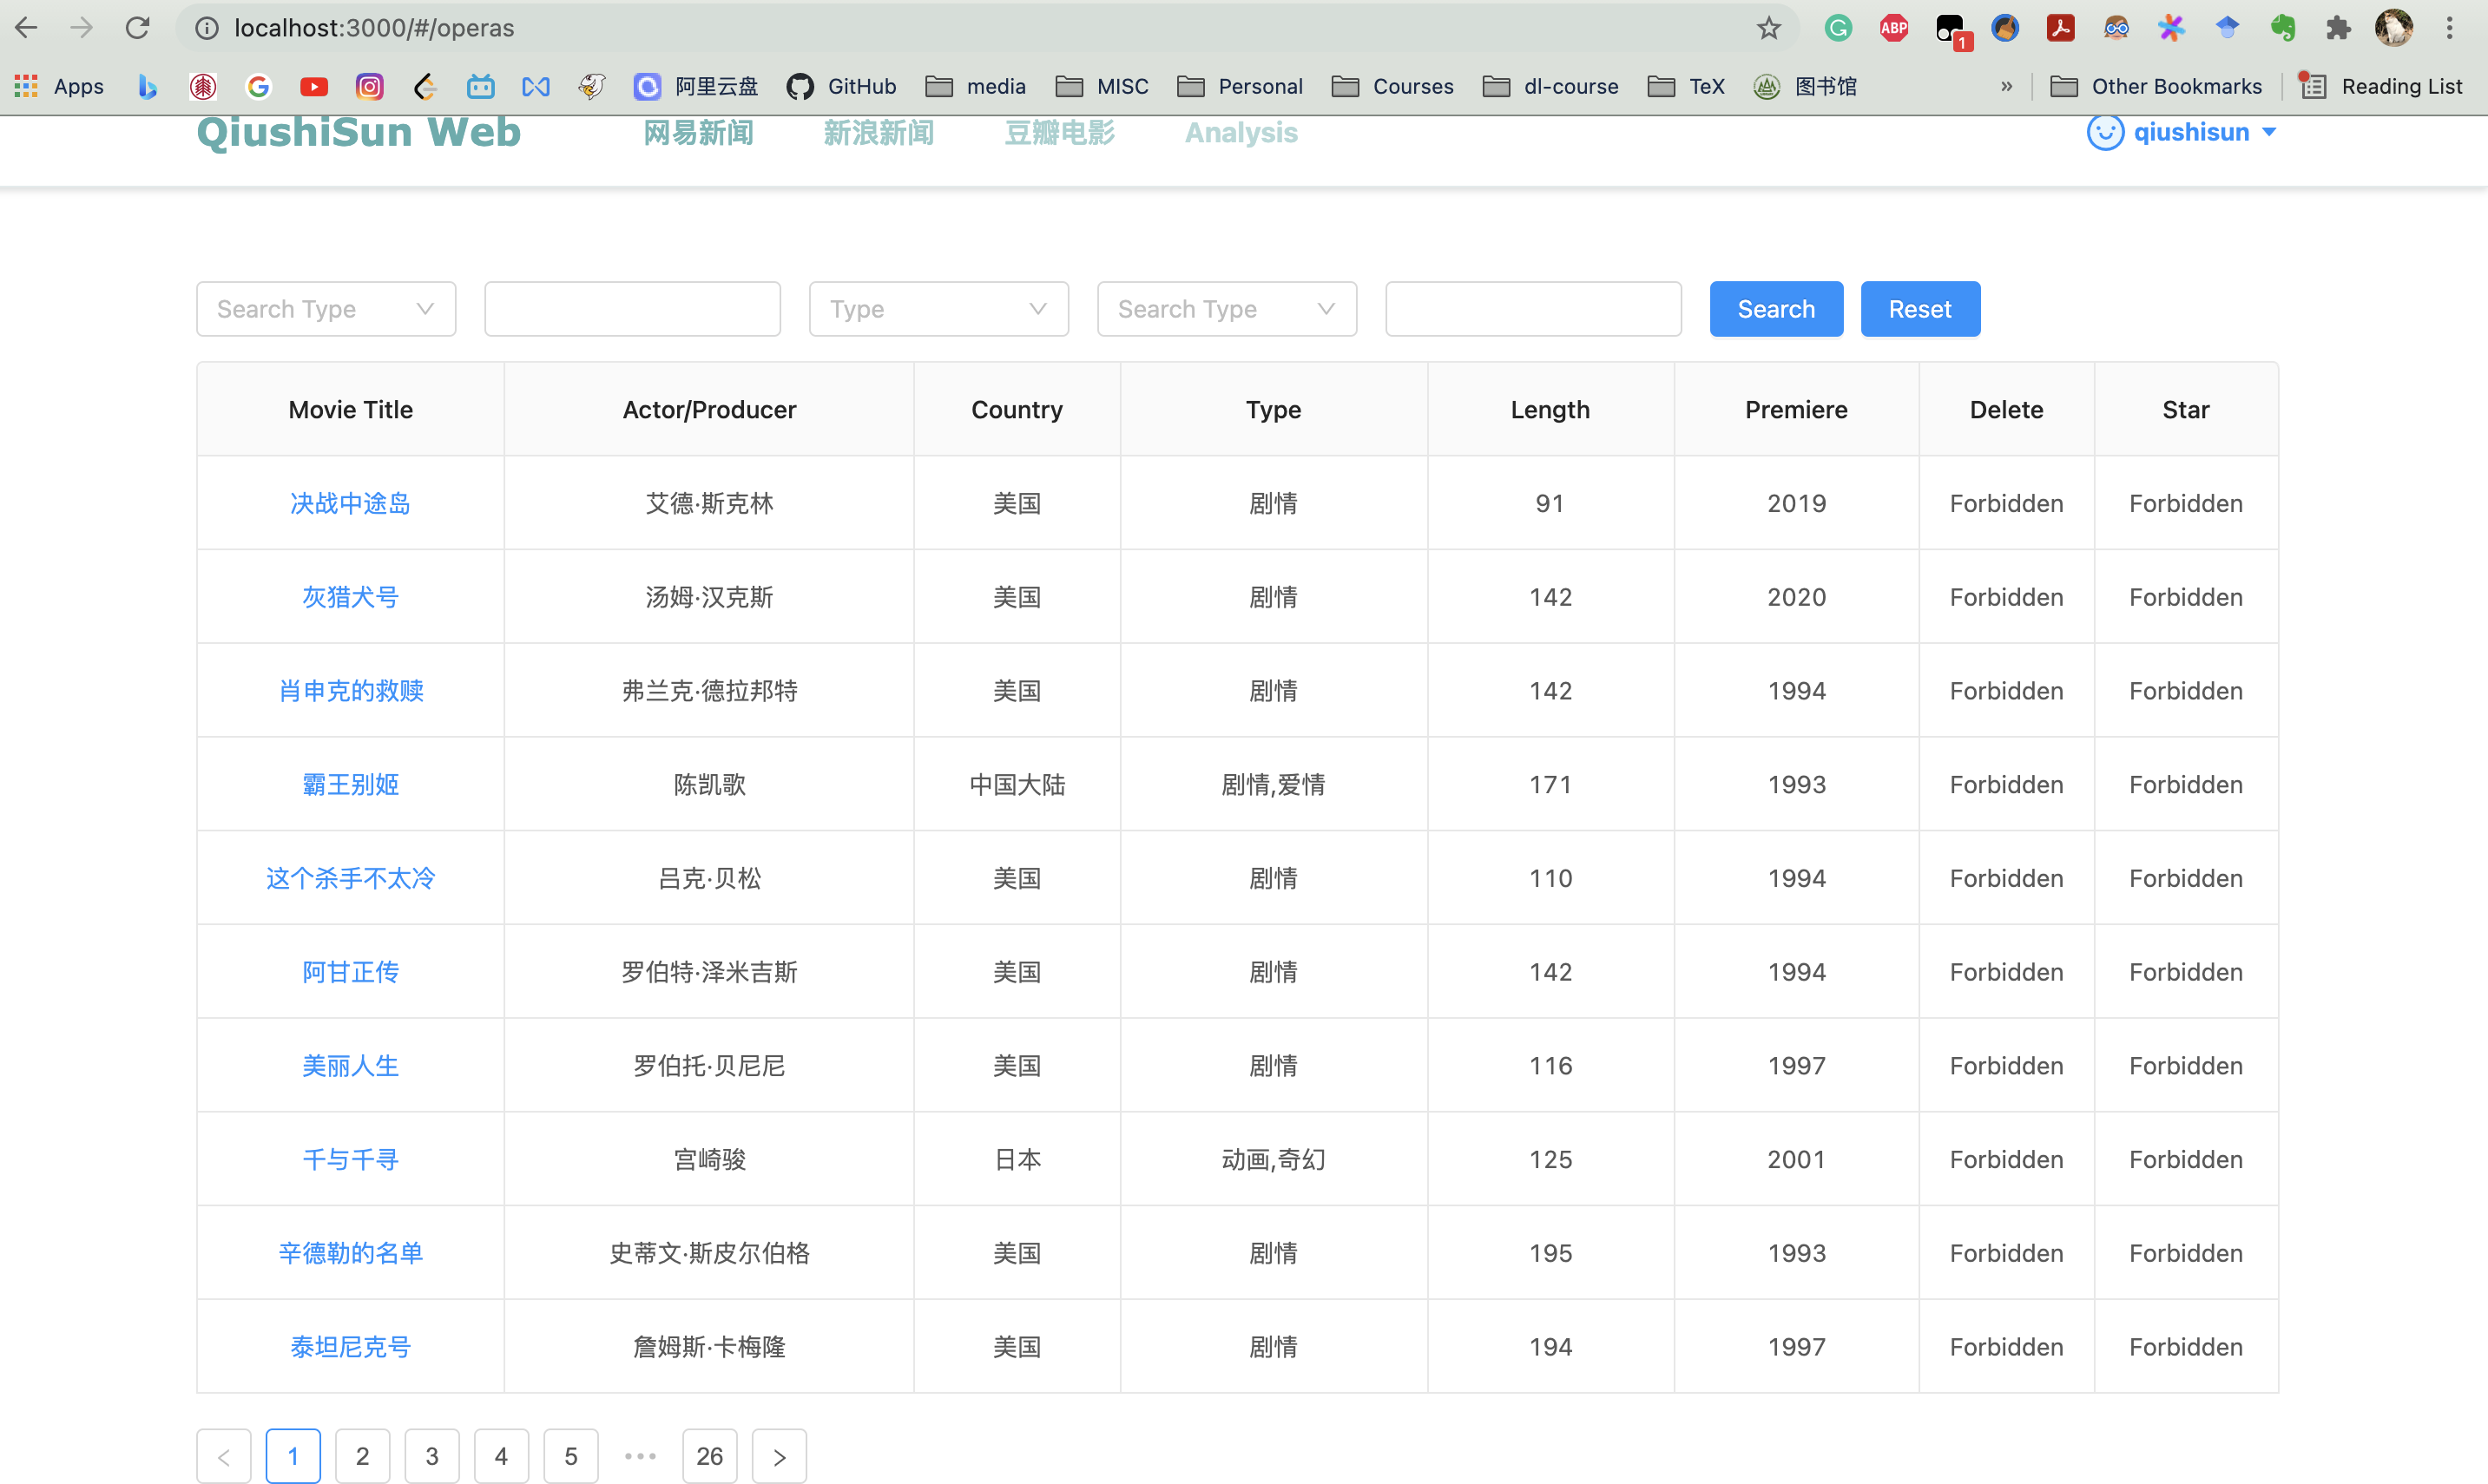 localhost:3000/#/operas
ABP
1
Apps 阿里云盘 GitHub media MISC Personal Courses dl-course TeX 图书馆 » Other Bookmarks Reading List
QiushiSun Web 网易新闻 新浪新闻 豆瓣电影 Analysis qiushisun
Search Type Type Search Type Search Reset
Movie Title Actor/Producer Country Type Length Premiere Delete Star
决战中途岛 艾德·斯克林 美国 剧情 91 2019 Forbidden Forbidden
灰猎犬号 汤姆·汉克斯 美国 剧情 142 2020 Forbidden Forbidden
肖申克的救赎 弗兰克·德拉邦特 美国 剧情 142 1994 Forbidden Forbidden
霸王别姬 陈凯歌 中国大陆 剧情,爱情 171 1993 Forbidden Forbidden
这个杀手不太冷 吕克·贝松 美国 剧情 110 1994 Forbidden Forbidden
阿甘正传 罗伯特·泽米吉斯 美国 剧情 142 1994 Forbidden Forbidden
美丽人生 罗伯托·贝尼尼 美国 剧情 116 1997 Forbidden Forbidden
千与千寻 宫崎骏 日本 动画,奇幻 125 2001 Forbidden Forbidden
辛德勒的名单 史蒂文·斯皮尔伯格 美国 剧情 195 1993 Forbidden Forbidden
泰坦尼克号 詹姆斯·卡梅隆 美国 剧情 194 1997 Forbidden Forbidden
< 1 2 3 4 5 ••• 26 >